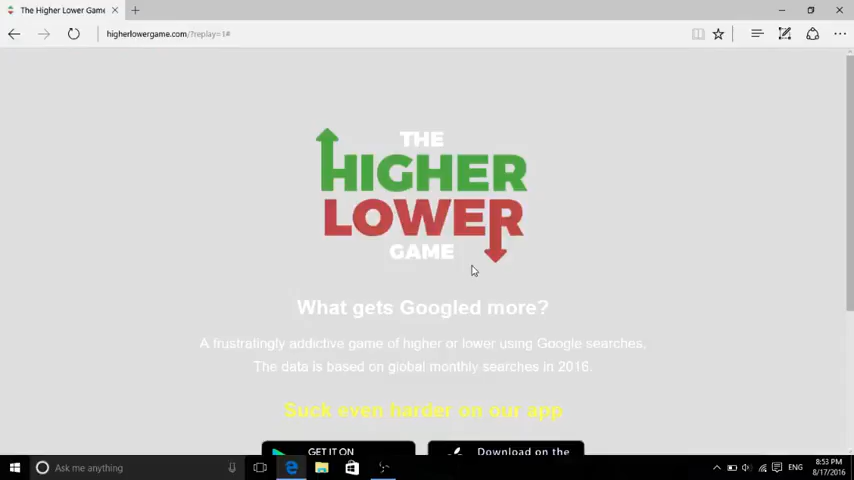 The Higher Lower Game
higherlowergame.com/?replay=1#
THE
HIGHER
LOWER
GAME
What gets Googled more?
A frustratingly addictive game of higher or lower using Google searches.
The data is based on global monthly searches in 2016.
Suck even harder on our app
GET IT ON
Download on the
Ask me anything
ENG
8:53 PM
8/17/2016